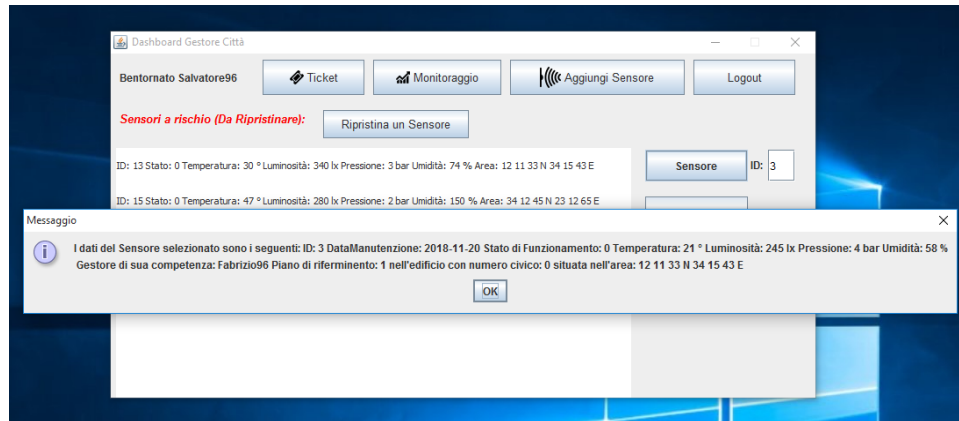 Dashboard Gestore Città
Bentornato Salvatore96
Ticket
Monitoraggio
Aggiungi Sensore
Logout
Sensori a rischio (Da Ripristinare):
Ripristina un Sensore
ID: 13 Stato: 0 Temperatura: 30 ° Luminosità: 340 lx Pressione: 3 bar Umidità: 74 % Area: 12 11 33 N 34 15 43 E
Sensore
ID: 3
ID: 15 Stato: 0 Temperatura: 47 ° Luminosità: 280 lx Pressione: 2 bar Umidità: 150 % Area: 34 12 45 N 23 12 65 E
Messaggio
I dati del Sensore selezionato sono i seguenti: ID: 3 DataManutenzione: 2018-11-20 Stato di Funzionamento: 0 Temperatura: 21 ° Luminosità: 245 lx Pressione: 4 bar Umidità: 58 %
Gestore di sua competenza: Fabrizio96 Piano di riferminento: 1 nell'edificio con numero civico: 0 situata nell'area: 12 11 33 N 34 15 43 E
OK